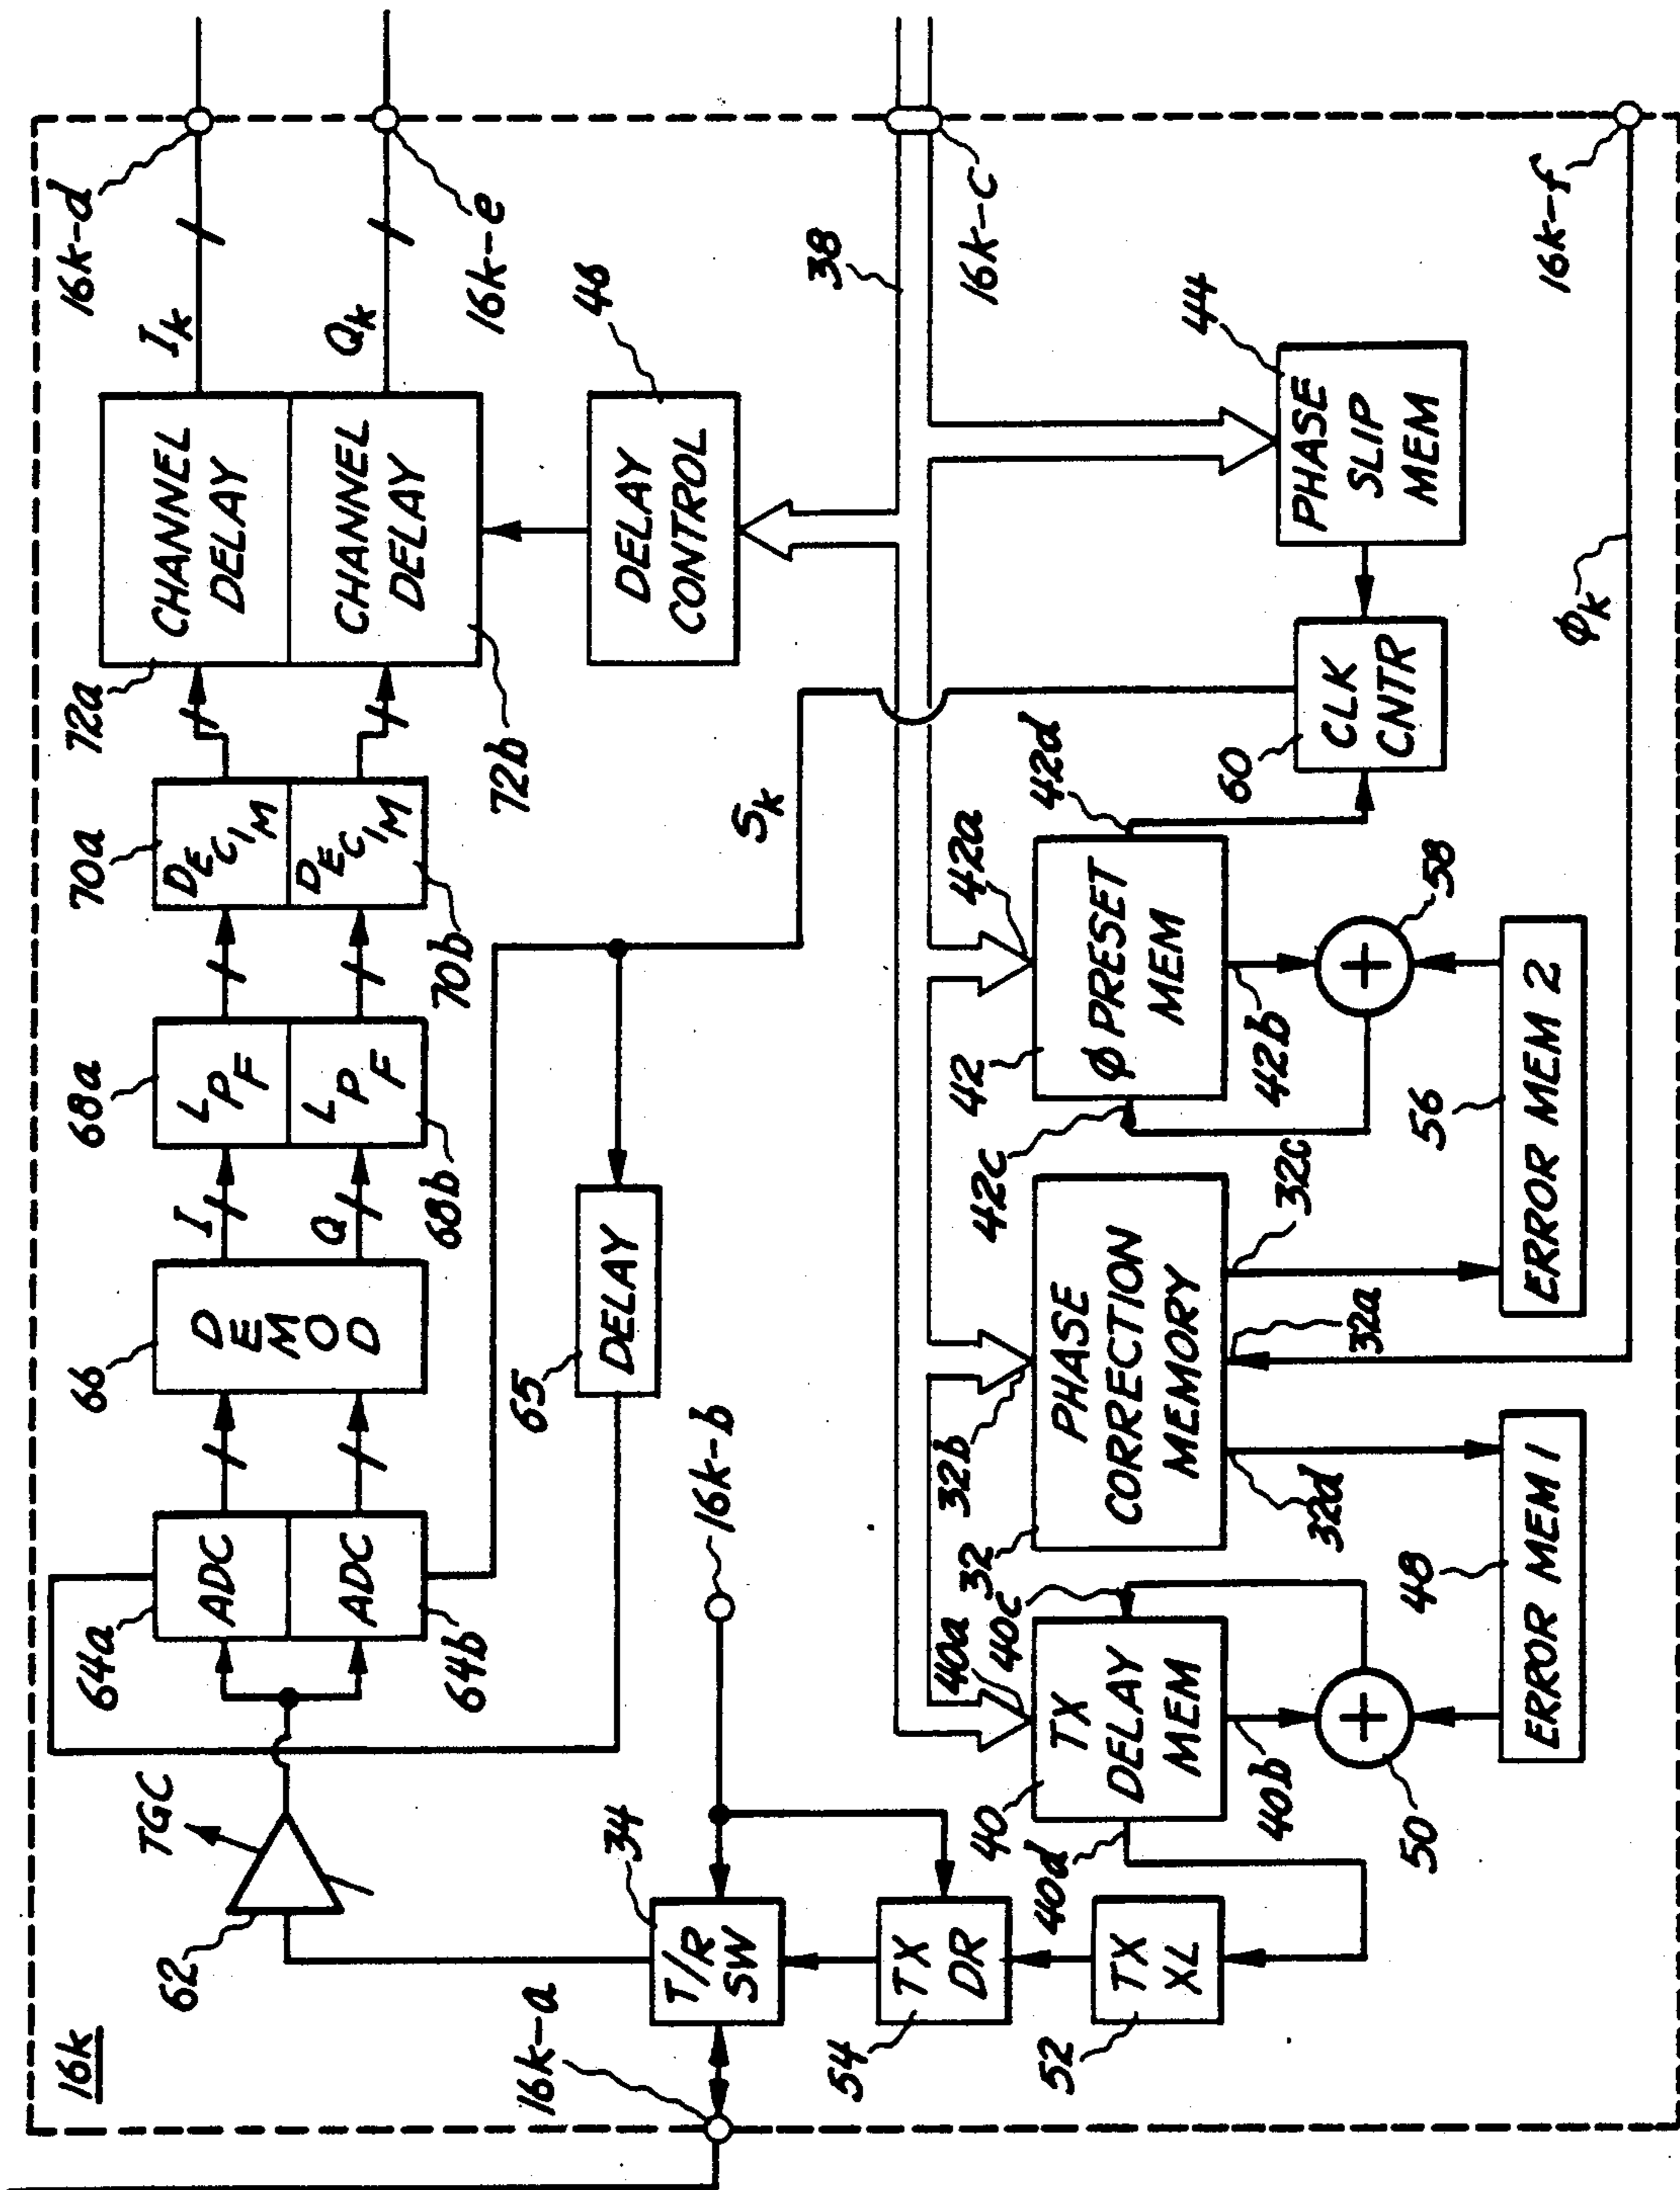 16k
16k-a
62
TGC
64a
ADC
ADC
64b
66
DEMOD
I
Q
68a
LPF
LPF
68b
70a
DECIM
DECIM
70b
72a
CHANNEL
DELAY
CHANNEL
DELAY
72b
Ik
Qk
16k-d
16k-e
34
T/R
SW
16k-b
65
DELAY
Sk
46
DELAY
CONTROL
38
16k-c
54
TX
DR
52
TX
XL
40d
40
40a
40c
TX
DELAY
MEM
40b
50
48
ERROR MEM 1
32
32b
PHASE
CORRECTION
MEMORY
32d
32a
32c
42c
42
42a
42d
ϕ PRESET
MEM
42b
58
56
ERROR MEM 2
60
CLK
CNTR
44
PHASE
SLIP
MEM
ϕk
16k-f